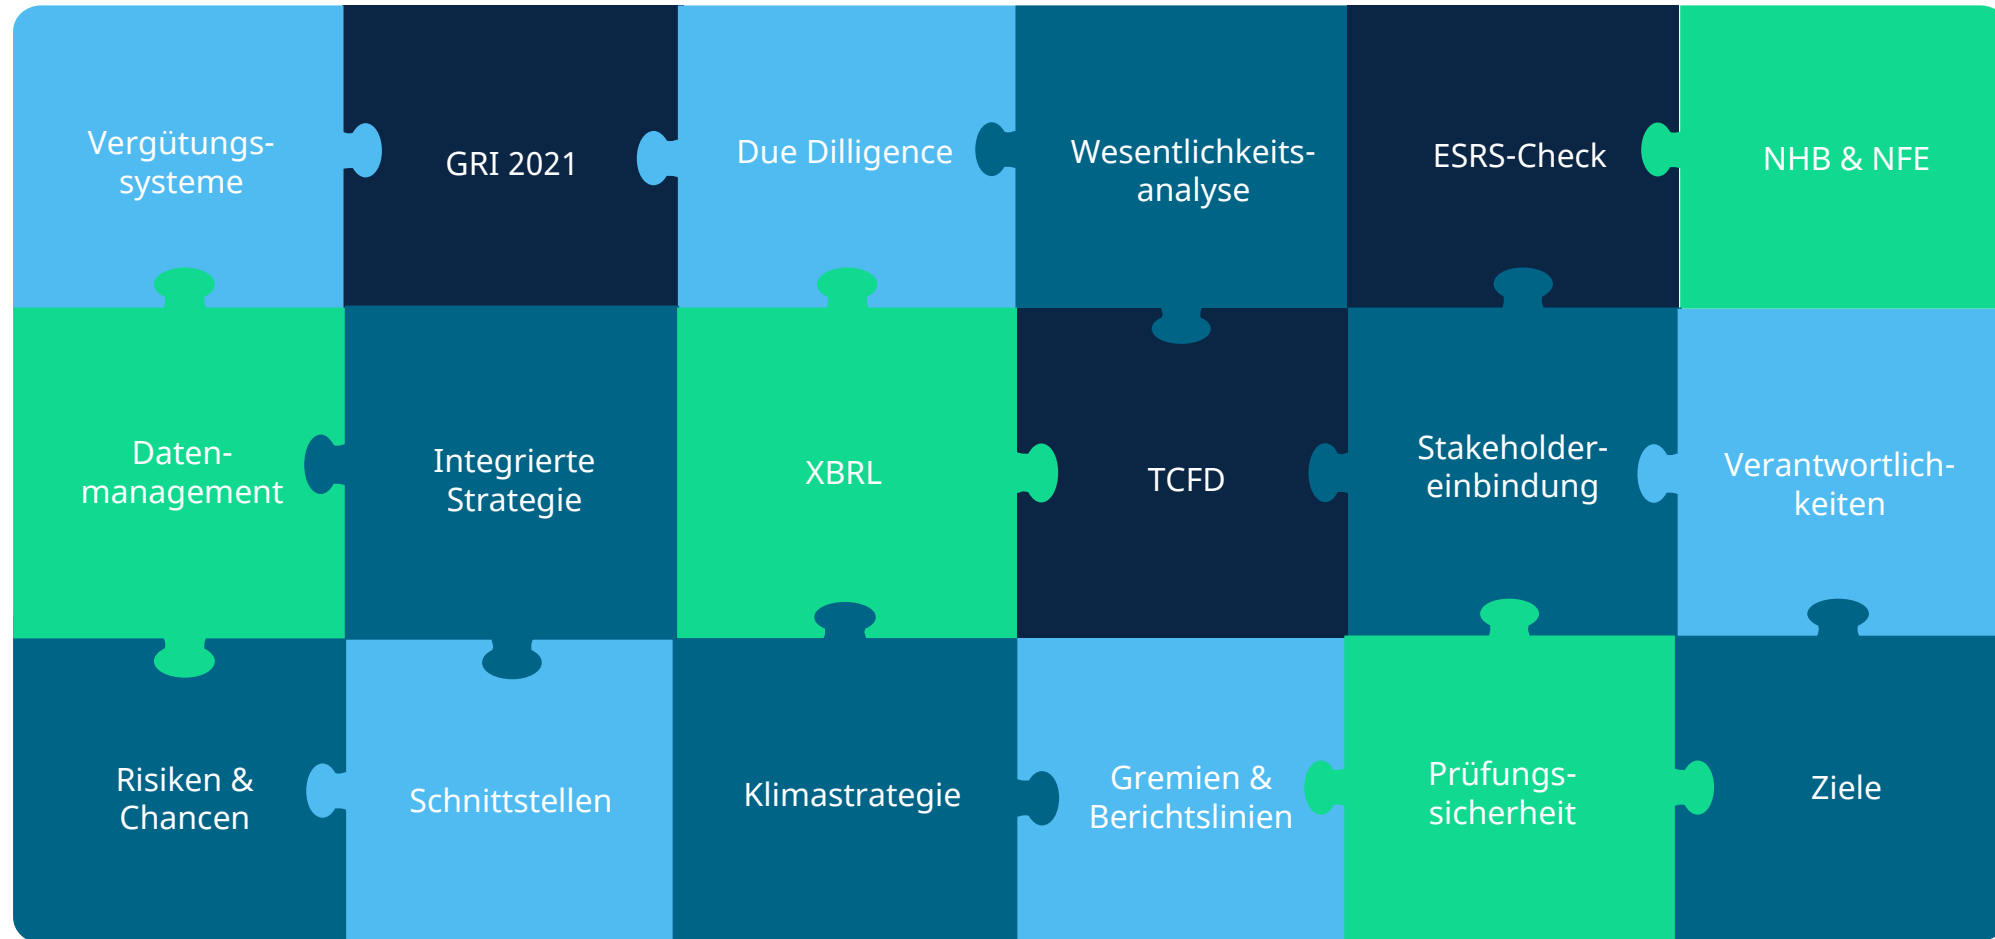 Vergütungs-
systeme
GRI 2021
Due Dilligence
Wesentlichkeits-
analyse
ESRS-Check
NHB & NFE
Daten-
management
Integrierte
Strategie
XBRL
TCFD
Stakeholder-
einbindung
Verantwortlich-
keiten
Risiken &
Chancen
Schnittstellen
Klimastrategie
Gremien &
Berichtslinien
Prüfungs-
sicherheit
Ziele